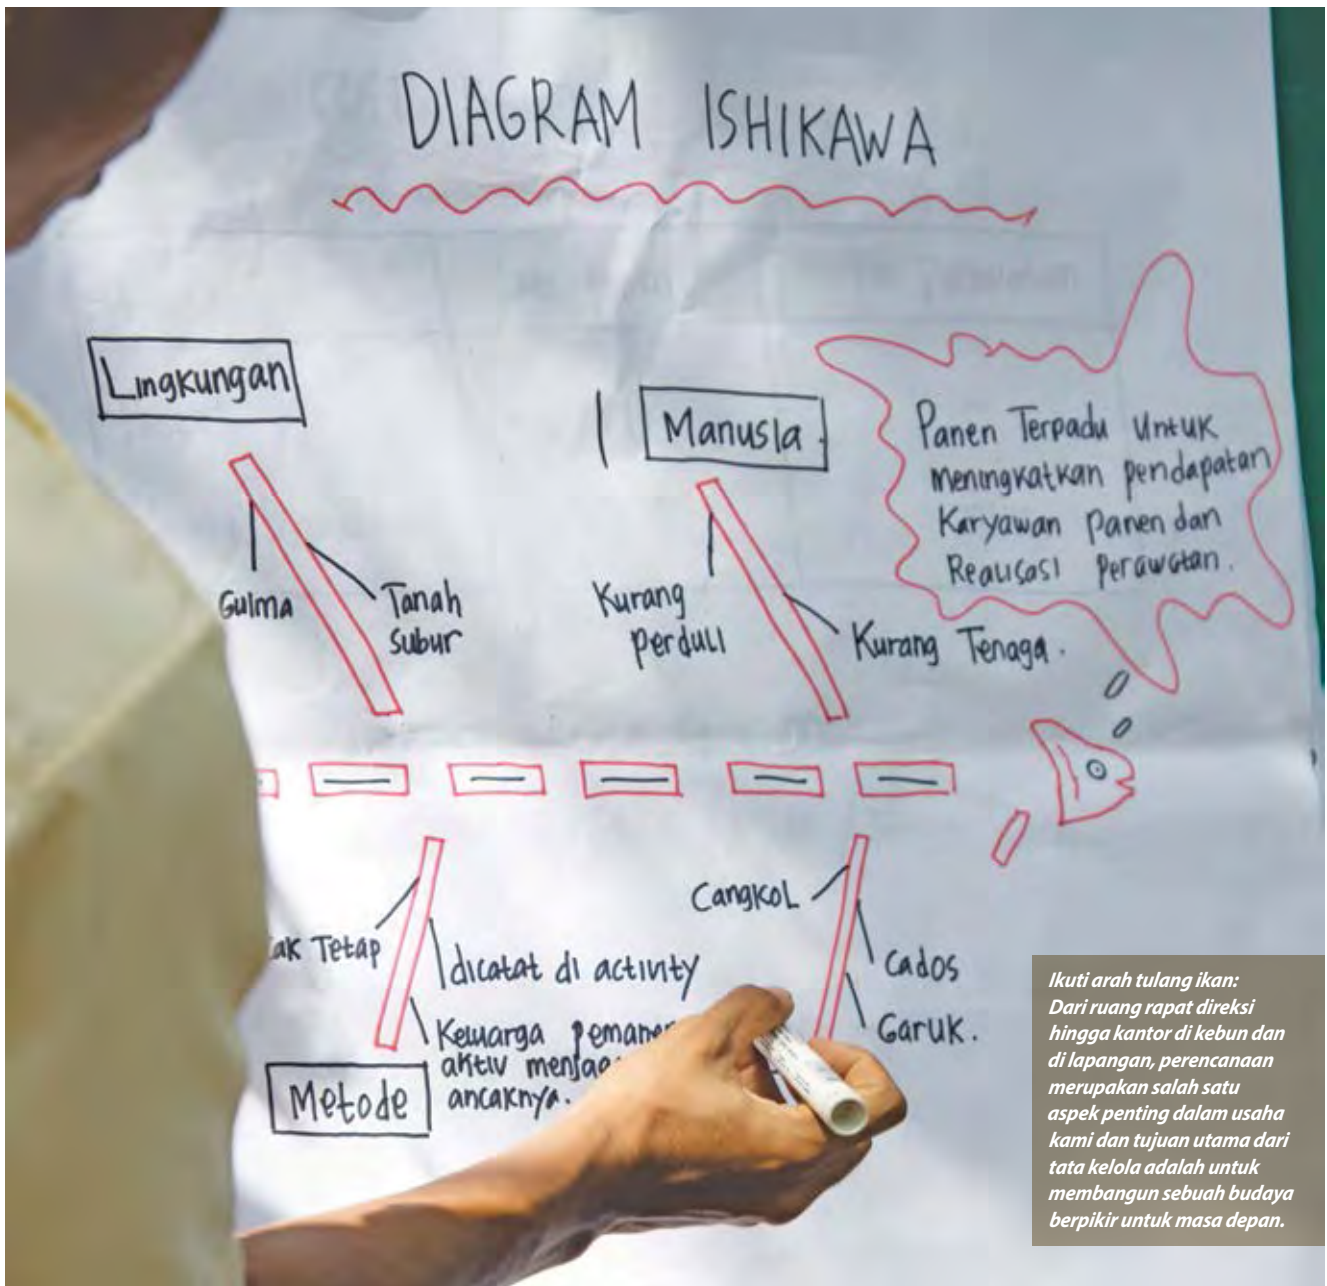 DIAGRAM ISHIKAWA
Lingkungan
Manusia.
Panen Terpadu Untuk
meningkatkan pendapatan
Karyawan Panen dan
Realisasi Perawatan.
Gulma
Tanah
subur
Kurang
perduli
Kurang Tenaga.
Tetap
dicatat di activity
Keluarga
aktiv
ancaknya.
Metode
Cangkol
Cados
Garuk.
Ikuti arah tulang ikan:
Dari ruang rapat direksi
hingga kantor di kebun dan
di lapangan, perencanaan
merupakan salah satu
aspek penting dalam usaha
kami dan tujuan utama dari
tata kelola adalah untuk
membangun sebuah budaya
berpikir untuk masa depan.